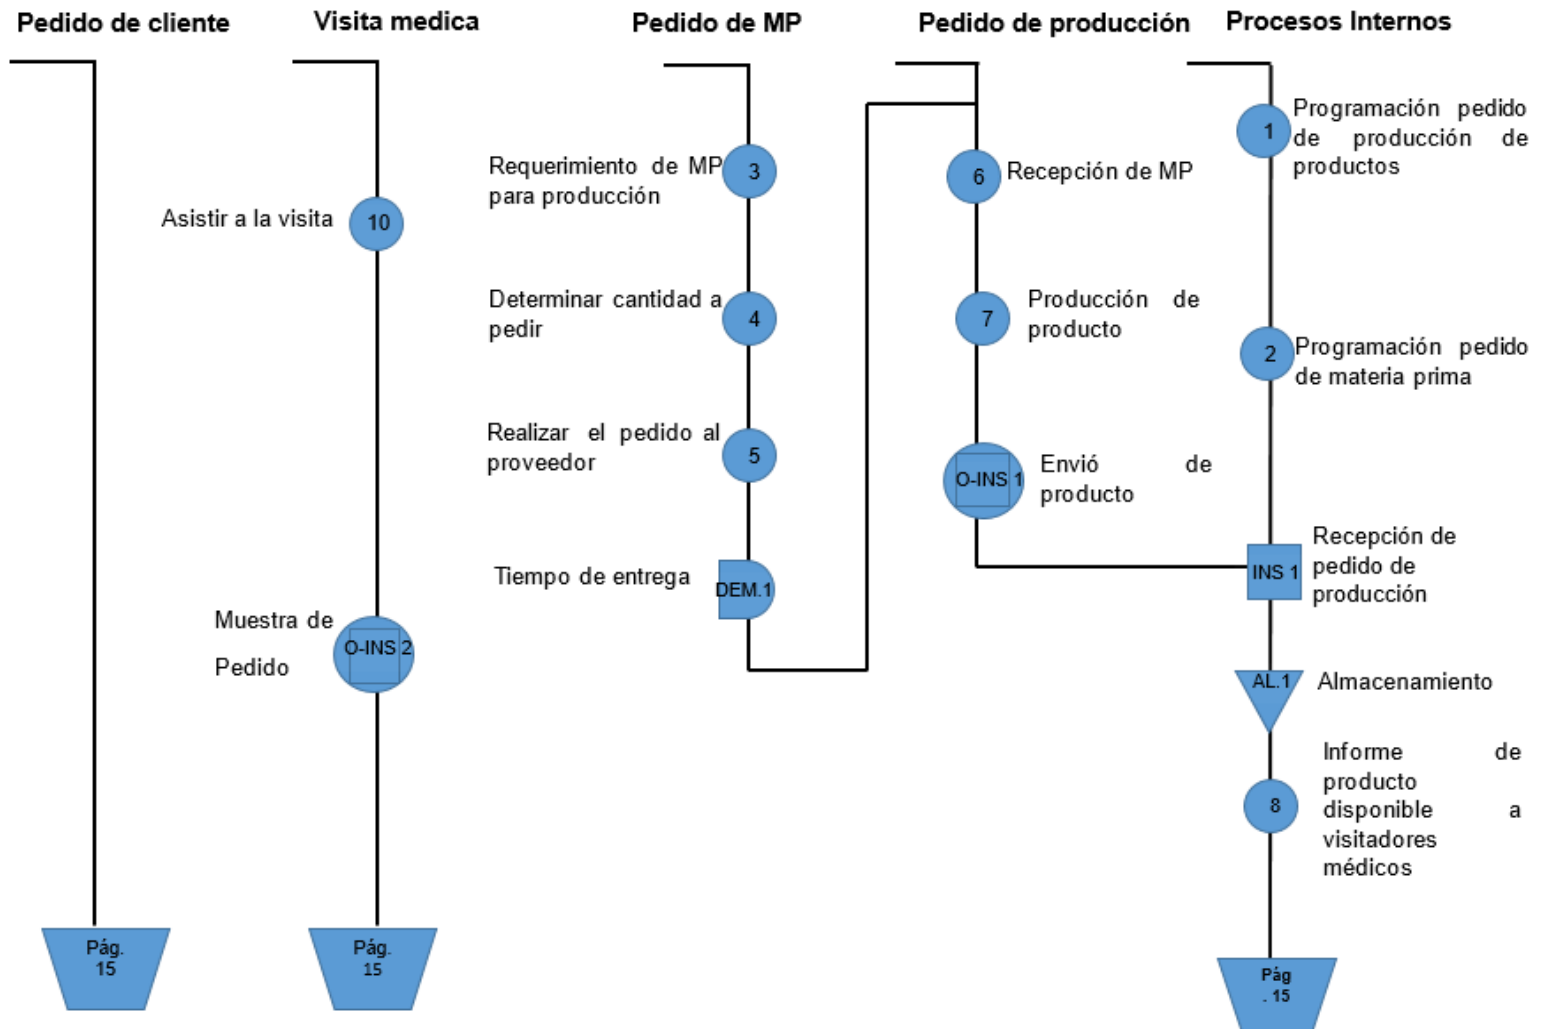 Pedido de cliente
Visita medica
Pedido de MP
Pedido de producción
Procesos Internos
Asistir a la visita
10
Muestra de
Pedido
O-INS 2
Requerimiento de MP
para producción
3
Determinar cantidad a
pedir
4
Realizar el pedido al
proveedor
5
Tiempo de entrega
DEM.1
6
Recepción de MP
7
Producción de
producto
O-INS 1
Envió de
producto
1
Programación pedido
de producción de
productos
2
Programación pedido
de materia prima
INS 1
Recepción de
pedido de
producción
AL.1
Almacenamiento
8
Informe de
producto
disponible a
visitadores
médicos
Pág.
15
Pág.
15
Pág
. 15